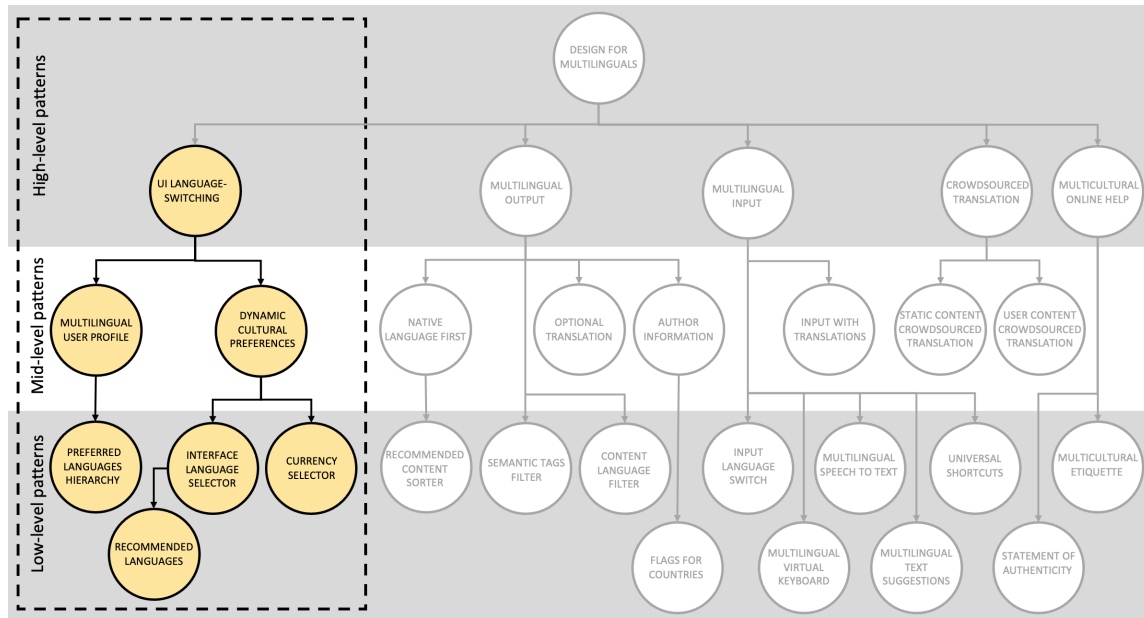 High-level patterns
DESIGN FOR
MULTILINGUALS
UI LANGUAGE-
SWITCHING
MULTILINGUAL
OUTPUT
MULTILINGUAL
INPUT
CROWDSOURCED
TRANSLATION
MULTICULTURAL
ONLINE HELP
Mid-level patterns
MULTILINGUAL
USER PROFILE
DYNAMIC
CULTURAL
PREFERENCES
NATIVE
LANGUAGE FIRST
OPTIONAL
TRANSLATION
AUTHOR
INFORMATION
INPUT WITH
TRANSLATIONS
STATIC CONTENT
CROWDSOURCED
TRANSLATION
USER CONTENT
CROWDSOURCED
TRANSLATION
Low-level patterns
PREFERRED
LANGUAGES
HIERARCHY
INTERFACE
LANGUAGE
SELECTOR
CURRENCY
SELECTOR
RECOMMENDED
CONTENT
SORTER
SEMANTIC TAGS
FILTER
CONTENT
LANGUAGE
FILTER
INPUT
LANGUAGE
SWITCH
MULTILINGUAL
SPEECH TO TEXT
UNIVERSAL
SHORTCUTS
MULTICULTURAL
ETIQUETTE
RECOMMENDED
LANGUAGES
FLAGS FOR
COUNTRIES
MULTILINGUAL
VIRTUAL
KEYBOARD
MULTILINGUAL
TEXT
SUGGESTIONS
STATEMENT OF
AUTHENTICITY